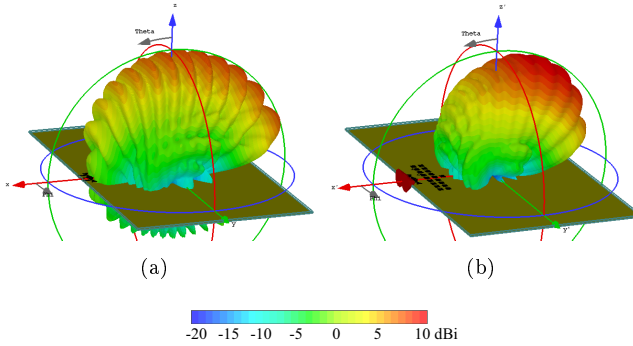 z
Theta
x
Phi
y
z'
Theta
x'
Phi
y'
(a)
(b)
-20 -15 -10 -5 0 5 10 dBi